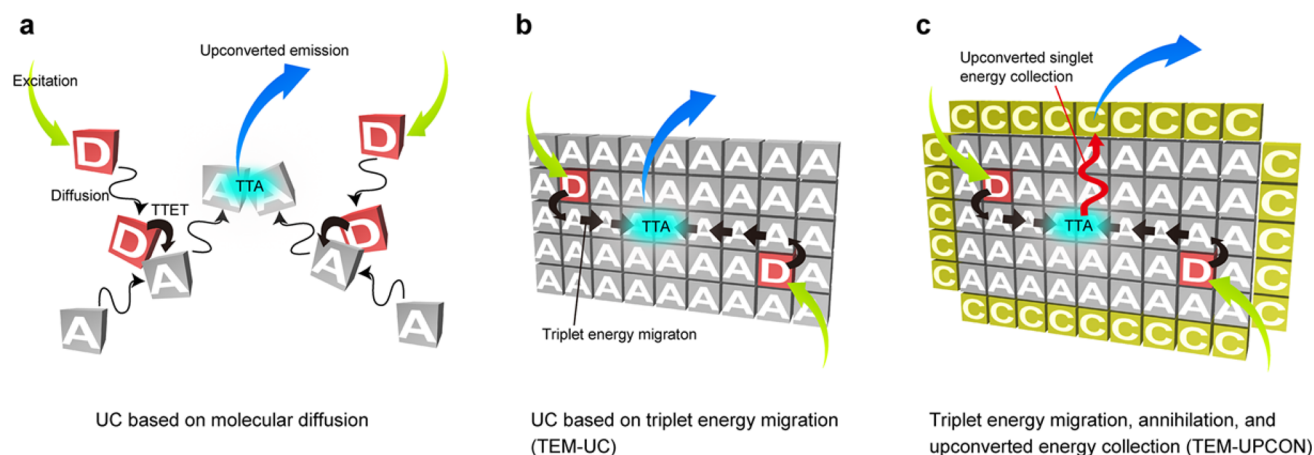 a
Upconverted emission
Excitation
D
D
Diffusion
TTET
A TTA A
D
A
D
A
A
A
UC based on molecular diffusion
b
A A A A A A A A
A D A A A A A A
A A TTA A A A A
A A A A A A D A
A A A A A A A A
Triplet energy migraton
UC based on triplet energy migration
(TEM-UC)
c
Upconverted singlet
energy collection
C C C C C C C C C
C A A A A A A A A C
C A D A A A A A A C
C A A TTA A A A A C
C A A A A A A D A C
C A A A A A A A A C
C C C C C C C C C
Triplet energy migration, annihilation, and
upconverted energy collection (TEM-UPCON)